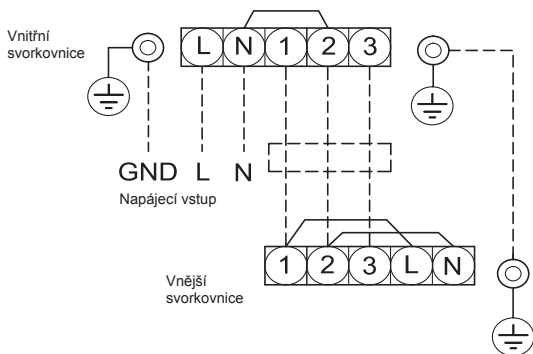 Vnitřní
svorkovnice
L N 1 2 3
GND L N
Napájecí vstup
1 2 3 L N
Vnější
svorkovnice